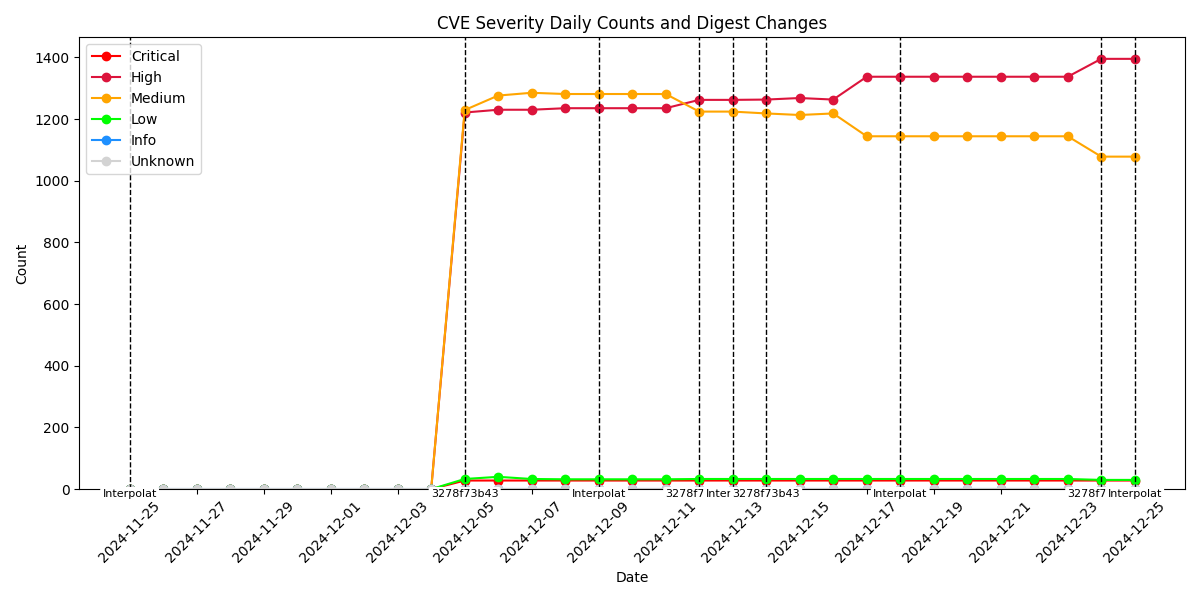 CVE Severity Daily Counts and Digest Changes
Critical
High
Medium
Low
Info
Unknown
1400
1200
1000
800
600
400
200
0
Count
Interpolat
3278f73b43
Interpolat
3278f7
Inter
3278f73b43
Interpolat
3278f7
Interpolat
2024-11-25
2024-11-27
2024-11-29
2024-12-01
2024-12-03
2024-12-05
2024-12-07
2024-12-09
2024-12-11
2024-12-13
2024-12-15
2024-12-17
2024-12-19
2024-12-21
2024-12-23
2024-12-25
Date